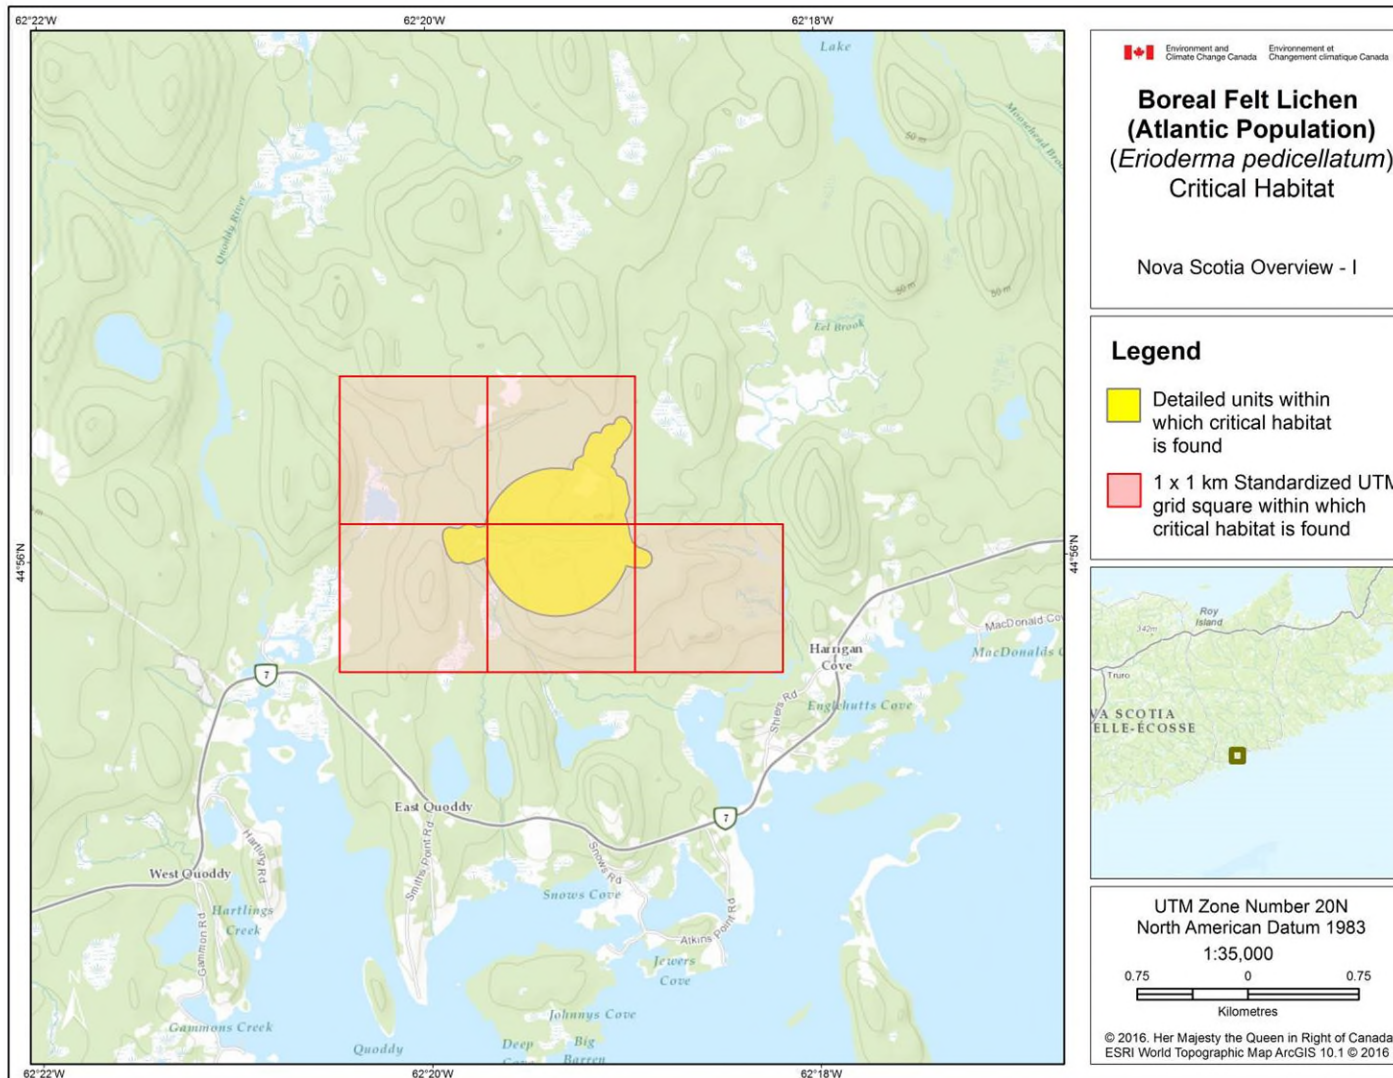 62°22'W
62°20'W
62°18'W
Lake
Moosehead Bro
50 m
Quoddy River
50 m
50 m
Eel Brook
44°56'N
44°56'N
MacDonald Cov
MacDonalds C
Harrigan
Cove
7
Englehutts Cove
Shiers Rd
East Quoddy
7
Hartling Rd
Smiths Point Rd
Snows Rd
West Quoddy
Snows Cove
Hartlings
Creek
Gammon Rd
Atkins Point Rd
Jewers
Cove
N
Johnnys Cove
Gammons Creek
Quoddy
Deep
Cov
Big
Barren
62°22'W
62°20'W
62°18'W
Environment and
Climate Change Canada
Environnement et
Changement climatique Canada
Boreal Felt Lichen
(Atlantic Population)
(Erioderma pedicellatum)
Critical Habitat
Nova Scotia Overview - I
Legend
Detailed units within
which critical habitat
is found
1 x 1 km Standardized UTM
grid square within which
critical habitat is found
Roy
Island
342m
Truro
VA SCOTIA
ELLE-ÉCOSSE
UTM Zone Number 20N
North American Datum 1983
1:35,000
0.75 0 0.75
Kilometres
© 2016. Her Majesty the Queen in Right of Canada
ESRI World Topographic Map ArcGIS 10.1 © 2016